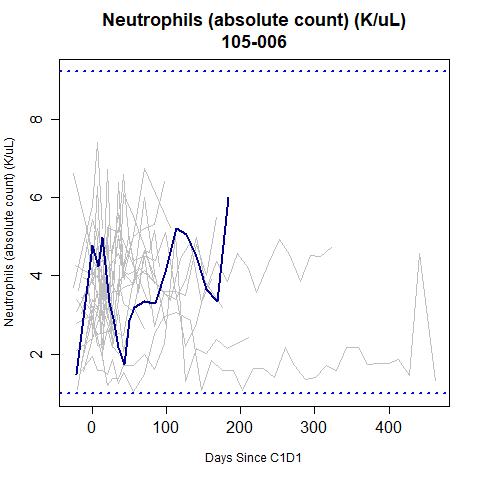 Neutrophils (absolute count) (K/uL)
105-006
Neutrophils (absolute count) (K/uL)
8
6
4
2
0 100 200 300 400
Days Since C1D1